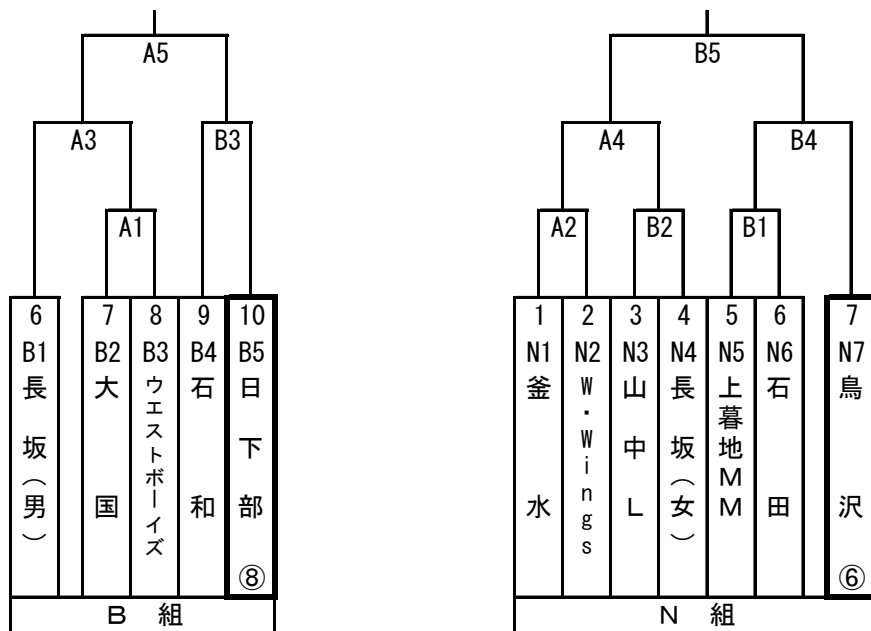 A5
B5
A3
B3
A4
B4
A1
A2
B2
B1
6 7 8 9 10
1 2 3 4 5 6 7
B1 B2 B3 B4 B5
N1 N2 N3 N4 N5 N6 N7
長坂（男）
大国
ウエストボーイズ
石和
日下部
⑧
釜水
W・Wings
山中L
長坂（女）
上暮地MM
石田
鳥沢
⑥
B 組
N 組